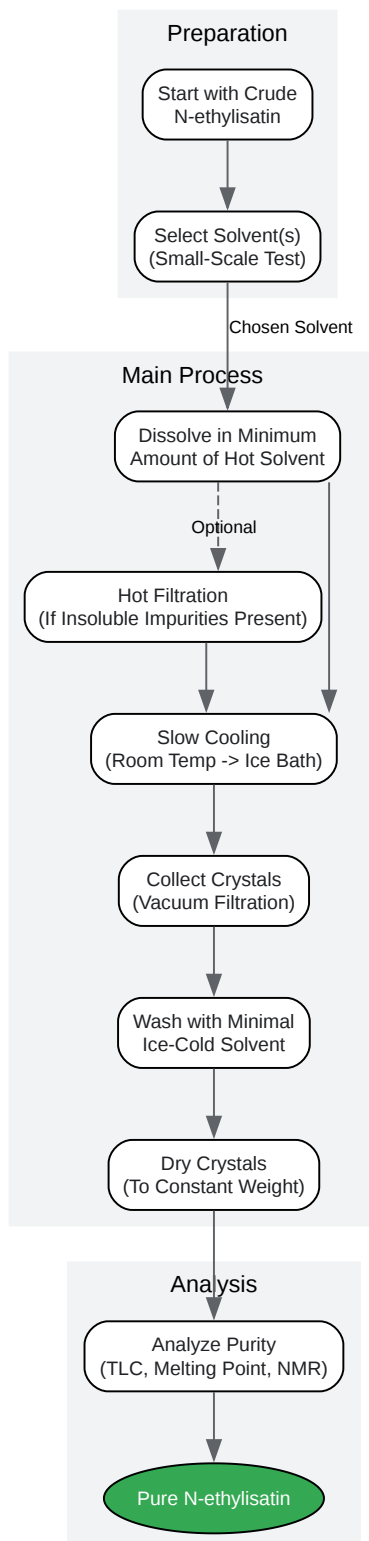 Preparation
Start with Crude
N-ethylisatin
Select Solvent(s)
(Small-Scale Test)
Chosen Solvent
Main Process
Dissolve in Minimum
Amount of Hot Solvent
Optional
Hot Filtration
(If Insoluble Impurities Present)
Slow Cooling
(Room Temp -> Ice Bath)
Collect Crystals
(Vacuum Filtration)
Wash with Minimal
Ice-Cold Solvent
Dry Crystals
(To Constant Weight)
Analysis
Analyze Purity
(TLC, Melting Point, NMR)
Pure N-ethylisatin